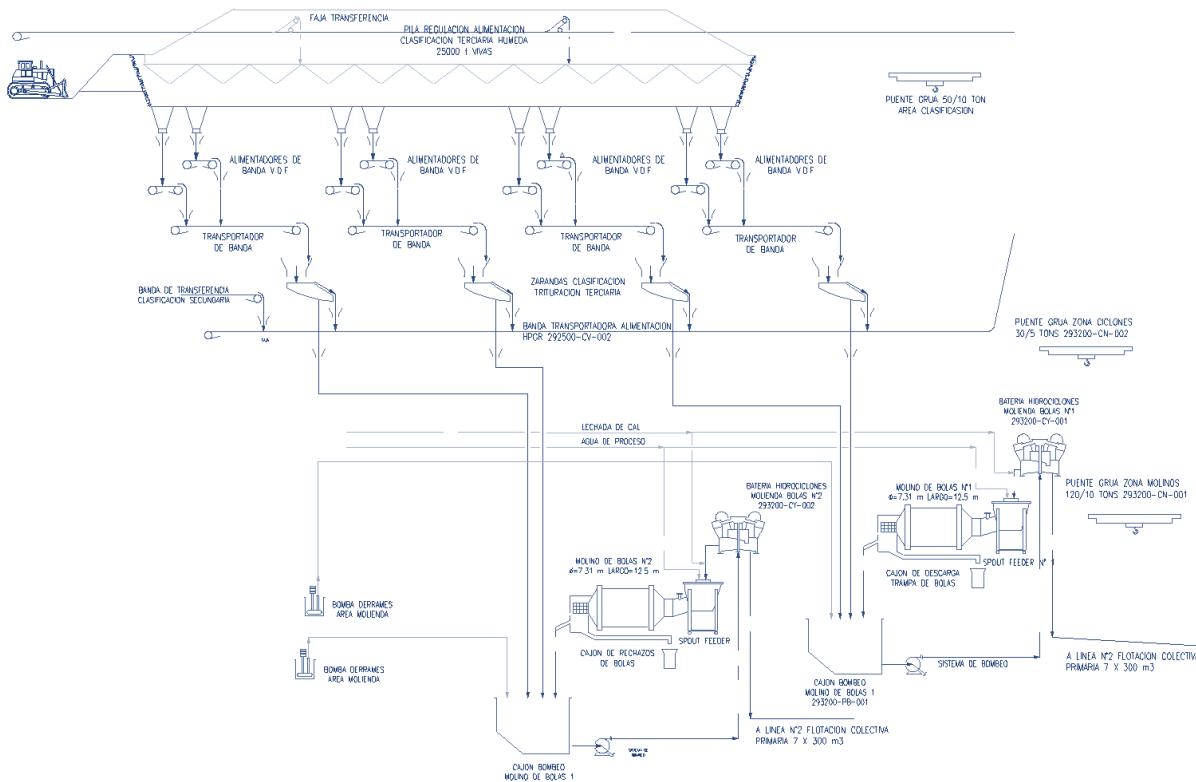 FAJA TRANSFERENCIA
PILA REGULACION ALIMENTACION
CLASIFICACION TERCIARIA HUMEDA
25000 T VIVAS
PUENTE GRUA 50/10 TON
AREA CLASIFICASION
ALIMENTADORES DE
BANDA V D F
ALIMENTADORES DE
BANDA V D F
ALIMENTADORES DE
BANDA V D F
ALIMENTADORES DE
BANDA V D F
TRANSPORTADOR
DE BANDA
TRANSPORTADOR
DE BANDA
TRANSPORTADOR
DE BANDA
TRANSPORTADOR
DE BANDA
ZARANDAS CLASIFICACION
TRITURACION TERCIARIA
BANDA DE TRANSFERENCIA
CLASIFICACION SECUNDARIA
BANDA TRANSPORTADORA ALIMENTACION
HPGR 292500-CV-002
PUENTE GRUA ZONA CICLONES
30/5 TONS 293200-CN-002
BATERIA HIDROCICLONES
MOLIENDA BOLAS N°1
293200-CY-001
LECHADA DE CAL
AGUA DE PROCESO
PUENTE GRUA ZONA MOLINOS
120/10 TONS 293200-CN-001
BATERIA HIDROCICLONES
MOLIENDA BOLAS N°2
293200-CY-002
MOLINO DE BOLAS N°1
ø=7.31 m LARGO=12.5 m
MOLINO DE BOLAS N°2
ø=7.31 m LARGO=12.5 m
SPOUT FEEDER N° 1
CAJON DE DESCARGA
TRAMPA DE BOLAS
BOMBA DERRAMES
AREA MOLIENDA
SPOUT FEEDER
CAJON DE RECHAZOS
DE BOLAS
BOMBA DERRAMES
AREA MOLIENDA
SISTEMA DE BOMBEO
A LINEA N°2 FLOTACION COLECTIVA
PRIMARIA 7 X 300 m3
CAJON BOMBEO
MOLINO DE BOLAS 1
293200-PB-001
A LINEA N°2 FLOTACION COLECTIVA
PRIMARIA 7 X 300 m3
SISTEMA DE
BOMBEO
CAJON BOMBEO
MOLINO DE BOLAS 1